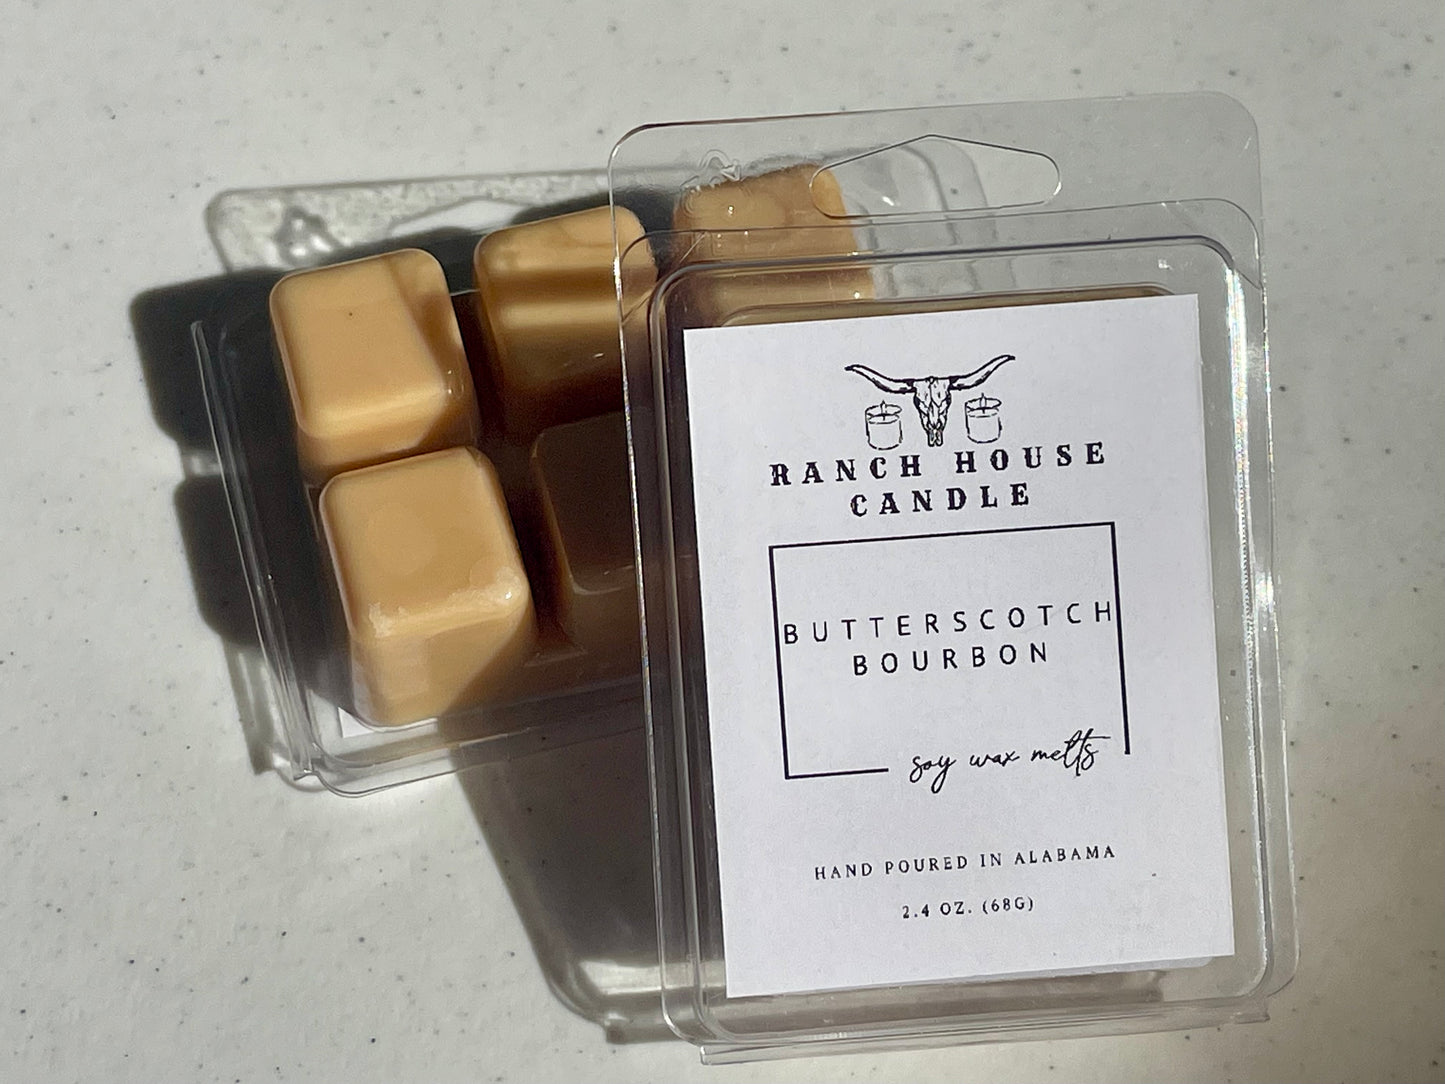 RANCH HOUSE
CANDLE
BUTTERSCOTCH
BOURBON
soy wax melts
HAND POURED IN ALABAMA
2.4 OZ. (68G)